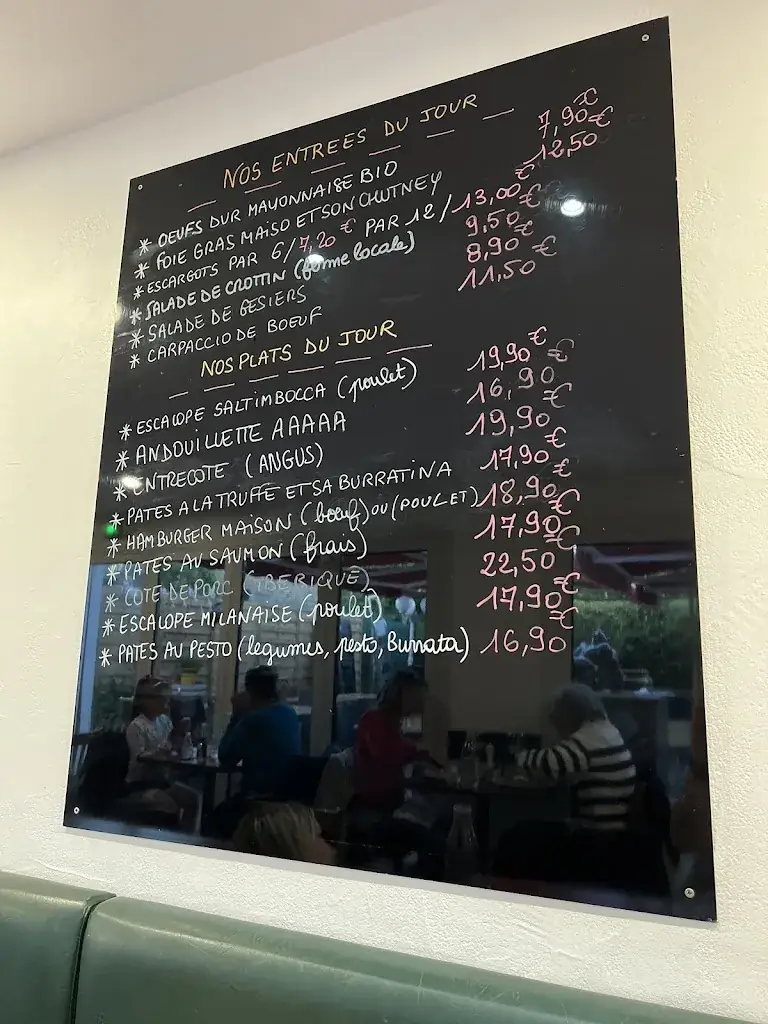 NOS ENTREES DU JOUR
* OEUFS DUR MAYONNAISE BIO 7,90 €
* FOIE GRAS MAISO ET SON CHUTNEY 12,50 €
* ESCARGOTS PAR 6/7,20 € PAR 12/13,00 €
* SALADE DE CROTTIN (ferme locale) 9,50 €
* SALADE DE GESIERS 8,90 €
* CARPACCIO DE BOEUF 11,50 €
NOS PLATS DU JOUR
* ESCALOPE SALTIMBOCCA (poulet) 19,90 €
* ANDOUILLETTE AAAAA 16,90 €
* ENTRECOTE (ANGUS) 19,90 €
* PATES A LA TRUFFE ET SA BURRATINA 17,90 €
* HAMBURGER MAISON (boeuf) OU (POULET) 18,90 €
* PATES AU SAUMON (frais) 17,90 €
* COTE DE PORC (IBERIQUE) 22,50 €
* ESCALOPE MILANAISE (poulet) 17,90 €
* PATES AU PESTO (legumes, pesto, Burrata) 16,90 €